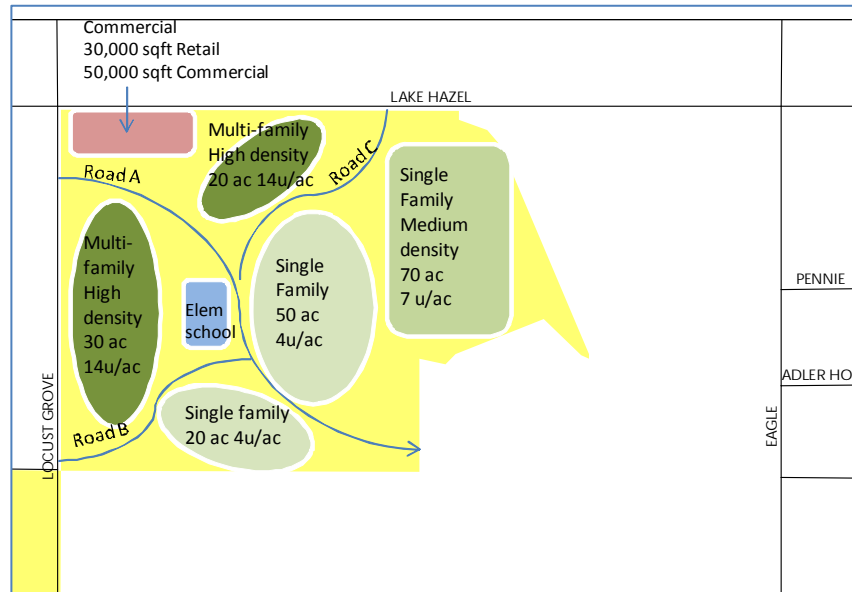 Commercial
30,000 sqft Retail
50,000 sqft Commercial
LAKE HAZEL
Multi-family
High density
20 ac 14u/ac
Road C
Road A
Single
Family
Medium
density
70 ac
7 u/ac
Multi-
family
High
density
30 ac
14u/ac
Elem
school
Single
Family
50 ac
4u/ac
PENNIE
ADLER HO
Single family
20 ac 4u/ac
Road B
LOCUST GROVE
EAGLE